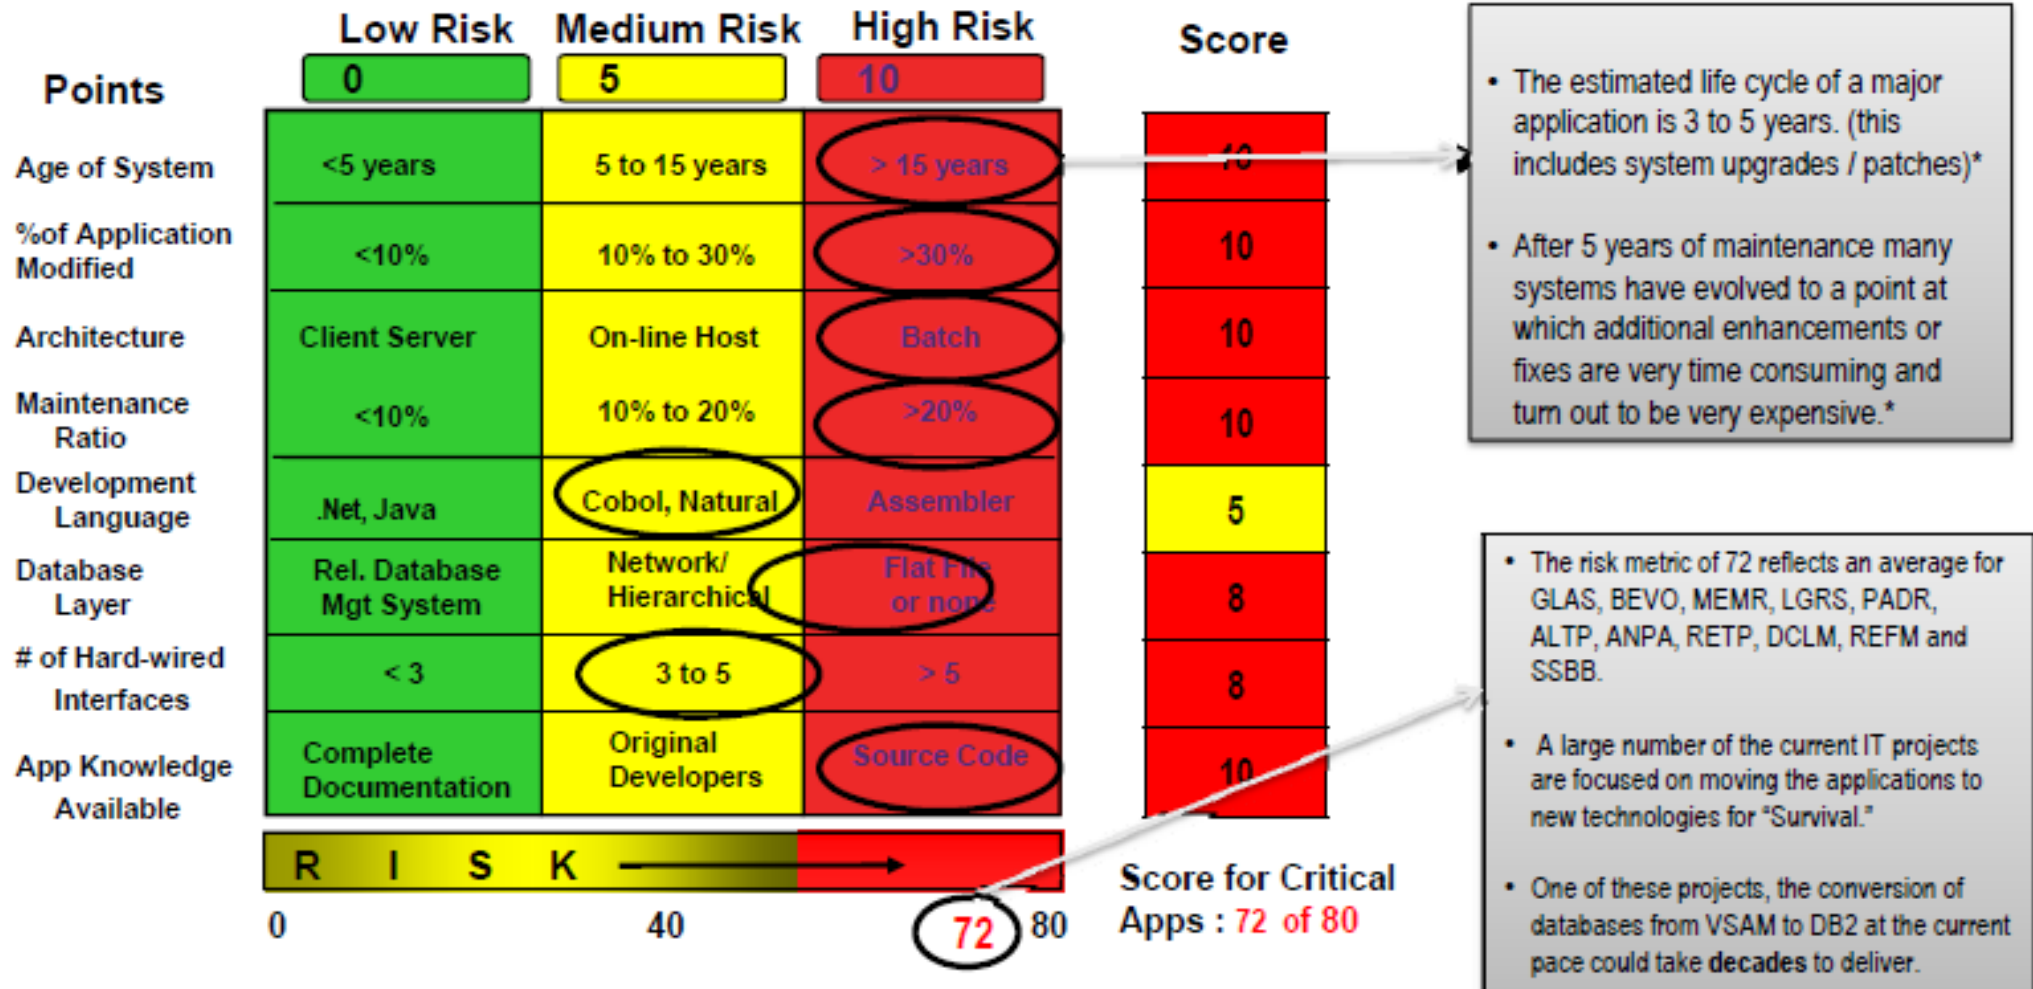 Low Risk Medium Risk High Risk Score
Points 0 5 10
Age of System <5 years 5 to 15 years > 15 years 10
%of Application
Modified <10% 10% to 30% >30% 10
Architecture Client Server On-line Host Batch 10
Maintenance
Ratio <10% 10% to 20% >20% 10
Development
Language .Net, Java Cobol, Natural Assembler 5
Database Rel. Database Network/ Flat File
Layer Mgt System Hierarchical or none 8
# of Hard-wired
Interfaces < 3 3 to 5 > 5 8
App Knowledge Complete Original Source Code
Available Documentation Developers 10
R I S K
0 40 72 80
Score for Critical
Apps : 72 of 80
• The estimated life cycle of a major
application is 3 to 5 years. (this
includes system upgrades / patches)*
• After 5 years of maintenance many
systems have evolved to a point at
which additional enhancements or
fixes are very time consuming and
turn out to be very expensive.*
• The risk metric of 72 reflects an average for
GLAS, BEVO, MEMR, LGRS, PADR,
ALTP, ANPA, RETP, DCLM, REFM and
SSBB.
• A large number of the current IT projects
are focused on moving the applications to
new technologies for “Survival.”
• One of these projects, the conversion of
databases from VSAM to DB2 at the current
pace could take decades to deliver.